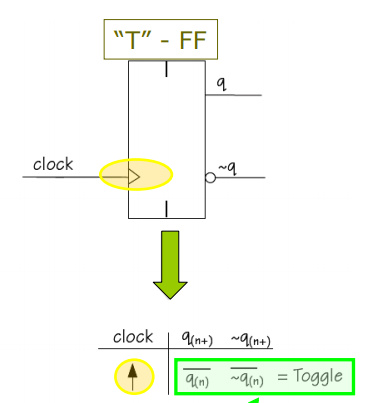 “T” - FF
q
clock
~q
clock q(n+) ~q(n+)
q(n) ~q(n) = Toggle